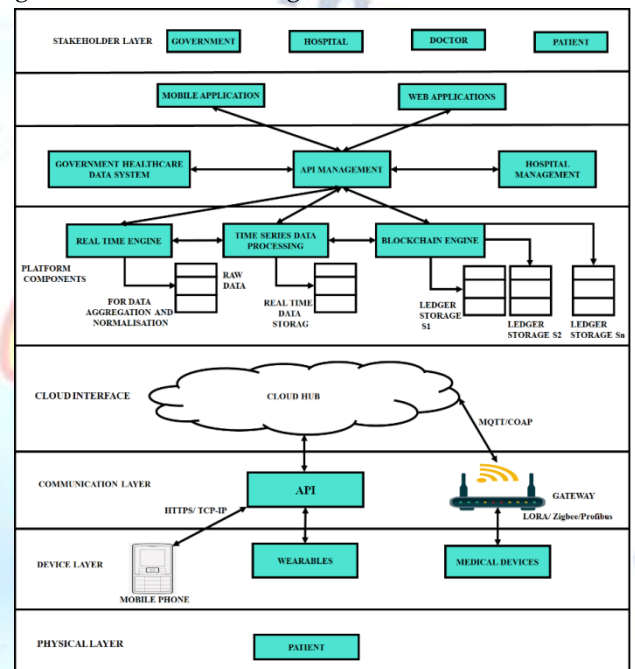 STAKEHOLDER LAYER
GOVERNMENT
HOSPITAL
DOCTOR
PATIENT
MOBILE APPLICATION
WEB APPLICATIONS
GOVERNMENT HEALTHCARE
DATA SYSTEM
API MANAGEMENT
HOSPITAL
MANAGEMENT
REAL TIME ENGINE
TIME SERIES DATA
PROCESSING
BLOCKCHAIN ENGINE
PLATFORM
COMPONENTS
RAW
DATA
FOR DATA
AGGREGATION AND
NORMALISATION
REAL TIME
DATA
STORAG
LEDGER
STORAGE
S1
LEDGER
STORAGE S2
LEDGER
STORAGE Sn
CLOUD INTERFACE
CLOUD HUB
MQTT/COAP
COMMUNICATION LAYER
API
GATEWAY
HTTPS/ TCP-IP
LORA/ Zigbee/Profibus
DEVICE LAYER
WEARABLES
MEDICAL DEVICES
MOBILE PHONE
PHYSICAL LAYER
PATIENT